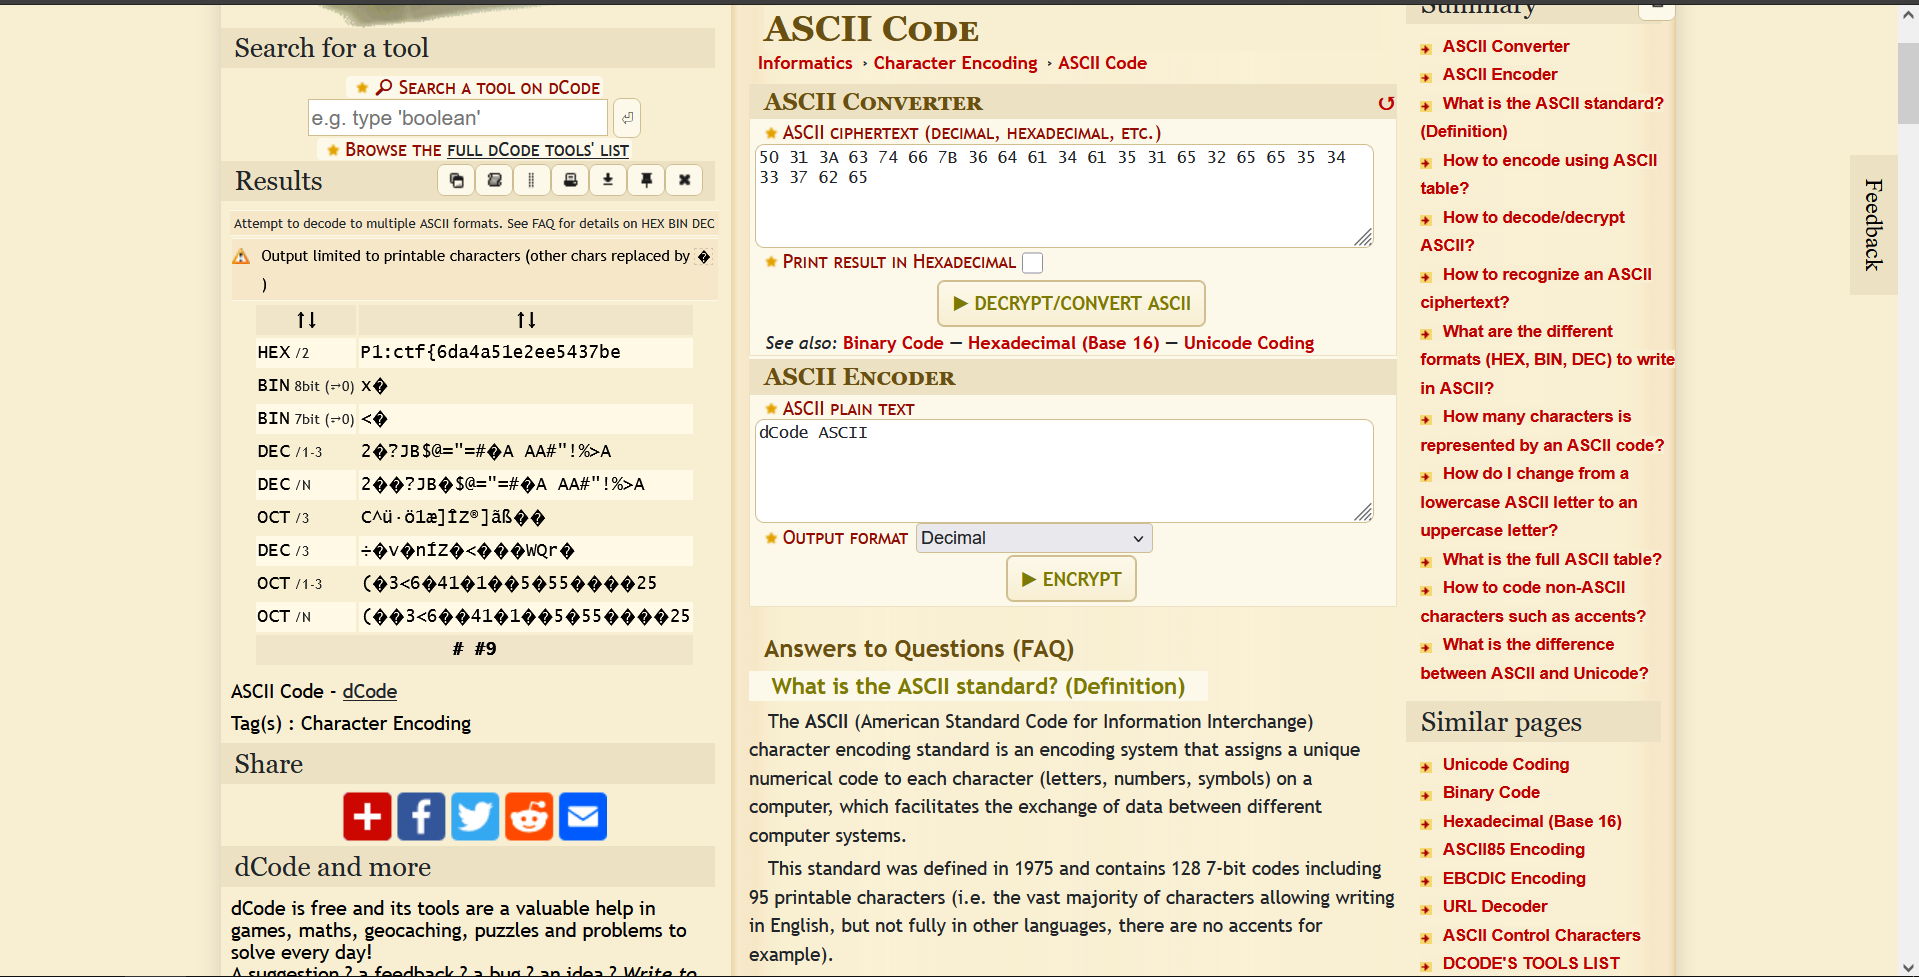 Search for a tool
Search a tool on dCode
e.g. type 'boolean'
Browse the full dCode tools' list
Results
Attempt to decode to multiple ASCII formats. See FAQ for details on HEX BIN DEC
Output limited to printable characters (other chars replaced by �
)
↑↓ ↑↓
HEX /2 P1:ctf{6da4a51e2ee5437be
BIN 8bit (⇌0) x�
BIN 7bit (⇌0) <�
DEC /1-3 2�?JB$@="=#�A AA#"!%>A
DEC /N 2��?JB�$@="=#�A AA#"!%>A
OCT /3 C^ü·ö1æ]ÎZ®]ãß��
DEC /3 ÷�v�nÍZ�<���WQr�
OCT /1-3 (�3<6�41�1��5�55����25
OCT /N (��3<6��41�1��5�55����25
# #9
ASCII Code - dCode
Tag(s) : Character Encoding
Share
dCode and more
dCode is free and its tools are a valuable help in
games, maths, geocaching, puzzles and problems to
solve every day!
A suggestion ? a feedback ? a bug ? an idea ? Write to
ASCII Code
Informatics › Character Encoding › ASCII Code
ASCII Converter
ASCII ciphertext (decimal, hexadecimal, etc.)
50 31 3A 63 74 66 7B 36 64 61 34 61 35 31 65 32 65 65 35 34
33 37 62 65
Print result in Hexadecimal
▶ DECRYPT/CONVERT ASCII
See also: Binary Code — Hexadecimal (Base 16) — Unicode Coding
ASCII Encoder
ASCII plain text
dCode ASCII
Output format Decimal
▶ ENCRYPT
Answers to Questions (FAQ)
What is the ASCII standard? (Definition)
The ASCII (American Standard Code for Information Interchange)
character encoding standard is an encoding system that assigns a unique
numerical code to each character (letters, numbers, symbols) on a
computer, which facilitates the exchange of data between different
computer systems.
This standard was defined in 1975 and contains 128 7-bit codes including
95 printable characters (i.e. the vast majority of characters allowing writing
in English, but not fully in other languages, there are no accents for
example).
Summary
ASCII Converter
ASCII Encoder
What is the ASCII standard?
(Definition)
How to encode using ASCII
table?
How to decode/decrypt
ASCII?
How to recognize an ASCII
ciphertext?
What are the different
formats (HEX, BIN, DEC) to write
in ASCII?
How many characters is
represented by an ASCII code?
How do I change from a
lowercase ASCII letter to an
uppercase letter?
What is the full ASCII table?
How to code non-ASCII
characters such as accents?
What is the difference
between ASCII and Unicode?
Similar pages
Unicode Coding
Binary Code
Hexadecimal (Base 16)
ASCII85 Encoding
EBCDIC Encoding
URL Decoder
ASCII Control Characters
DCODE'S TOOLS LIST
Feedback